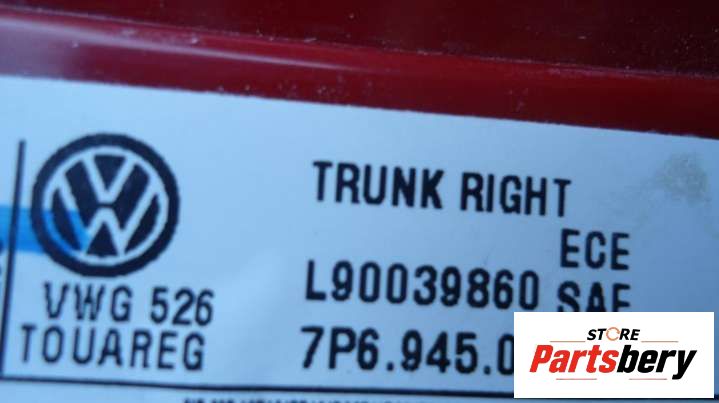 TRUNK RIGHT
ECE
L90039860 SAE
VWG 526
TOUAREG
7P6.945.0
STORE
Partsbery